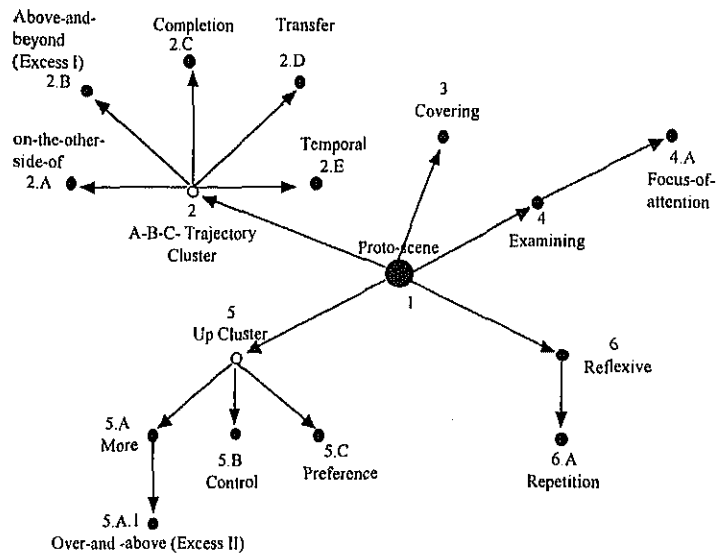 Above-and-
beyond
(Excess I)
2.B
Completion
2.C
Transfer
2.D
on-the-other-
side-of
2.A
Temporal
2.E
2
A-B-C- Trajectory
Cluster
3
Covering
4.A
Focus-of-
attention
4
Examining
Proto-scene
1
5
Up Cluster
6
Reflexive
5.A
More
5.B
Control
5.C
Preference
6.A
Repetition
5.A.1
Over-and -above (Excess II)